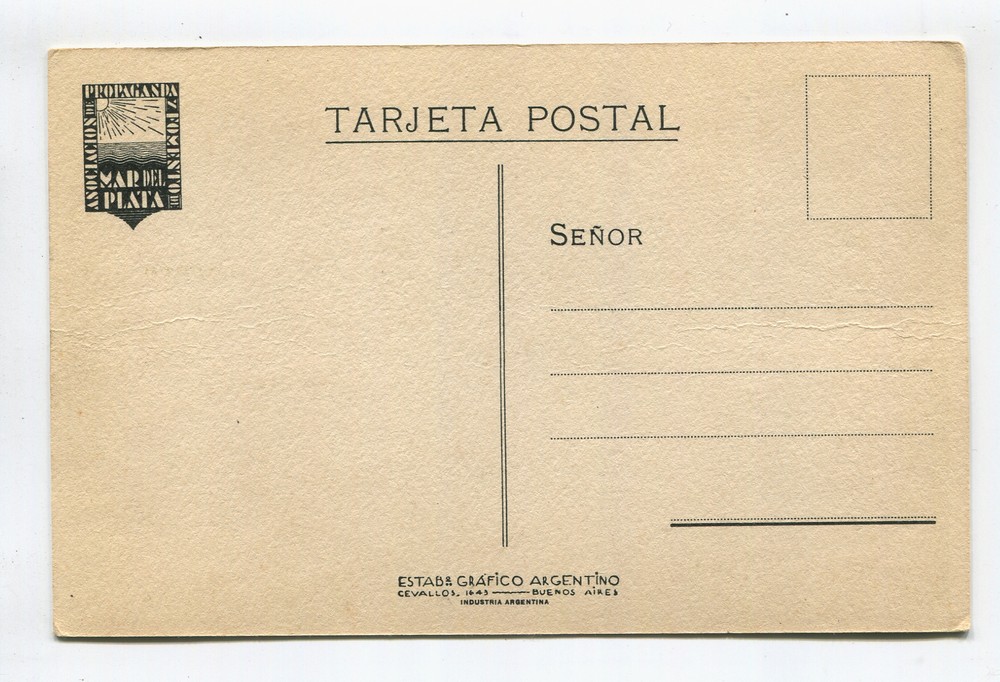 ASOCIACION DE PROPAGANDA Y FOMENTO DE
MAR DEL
PLATA
TARJETA POSTAL
SEÑOR
ESTABº GRÁFICO ARGENTINO
CEVALLOS, 1643 BUENOS AIRES
INDUSTRIA ARGENTINA